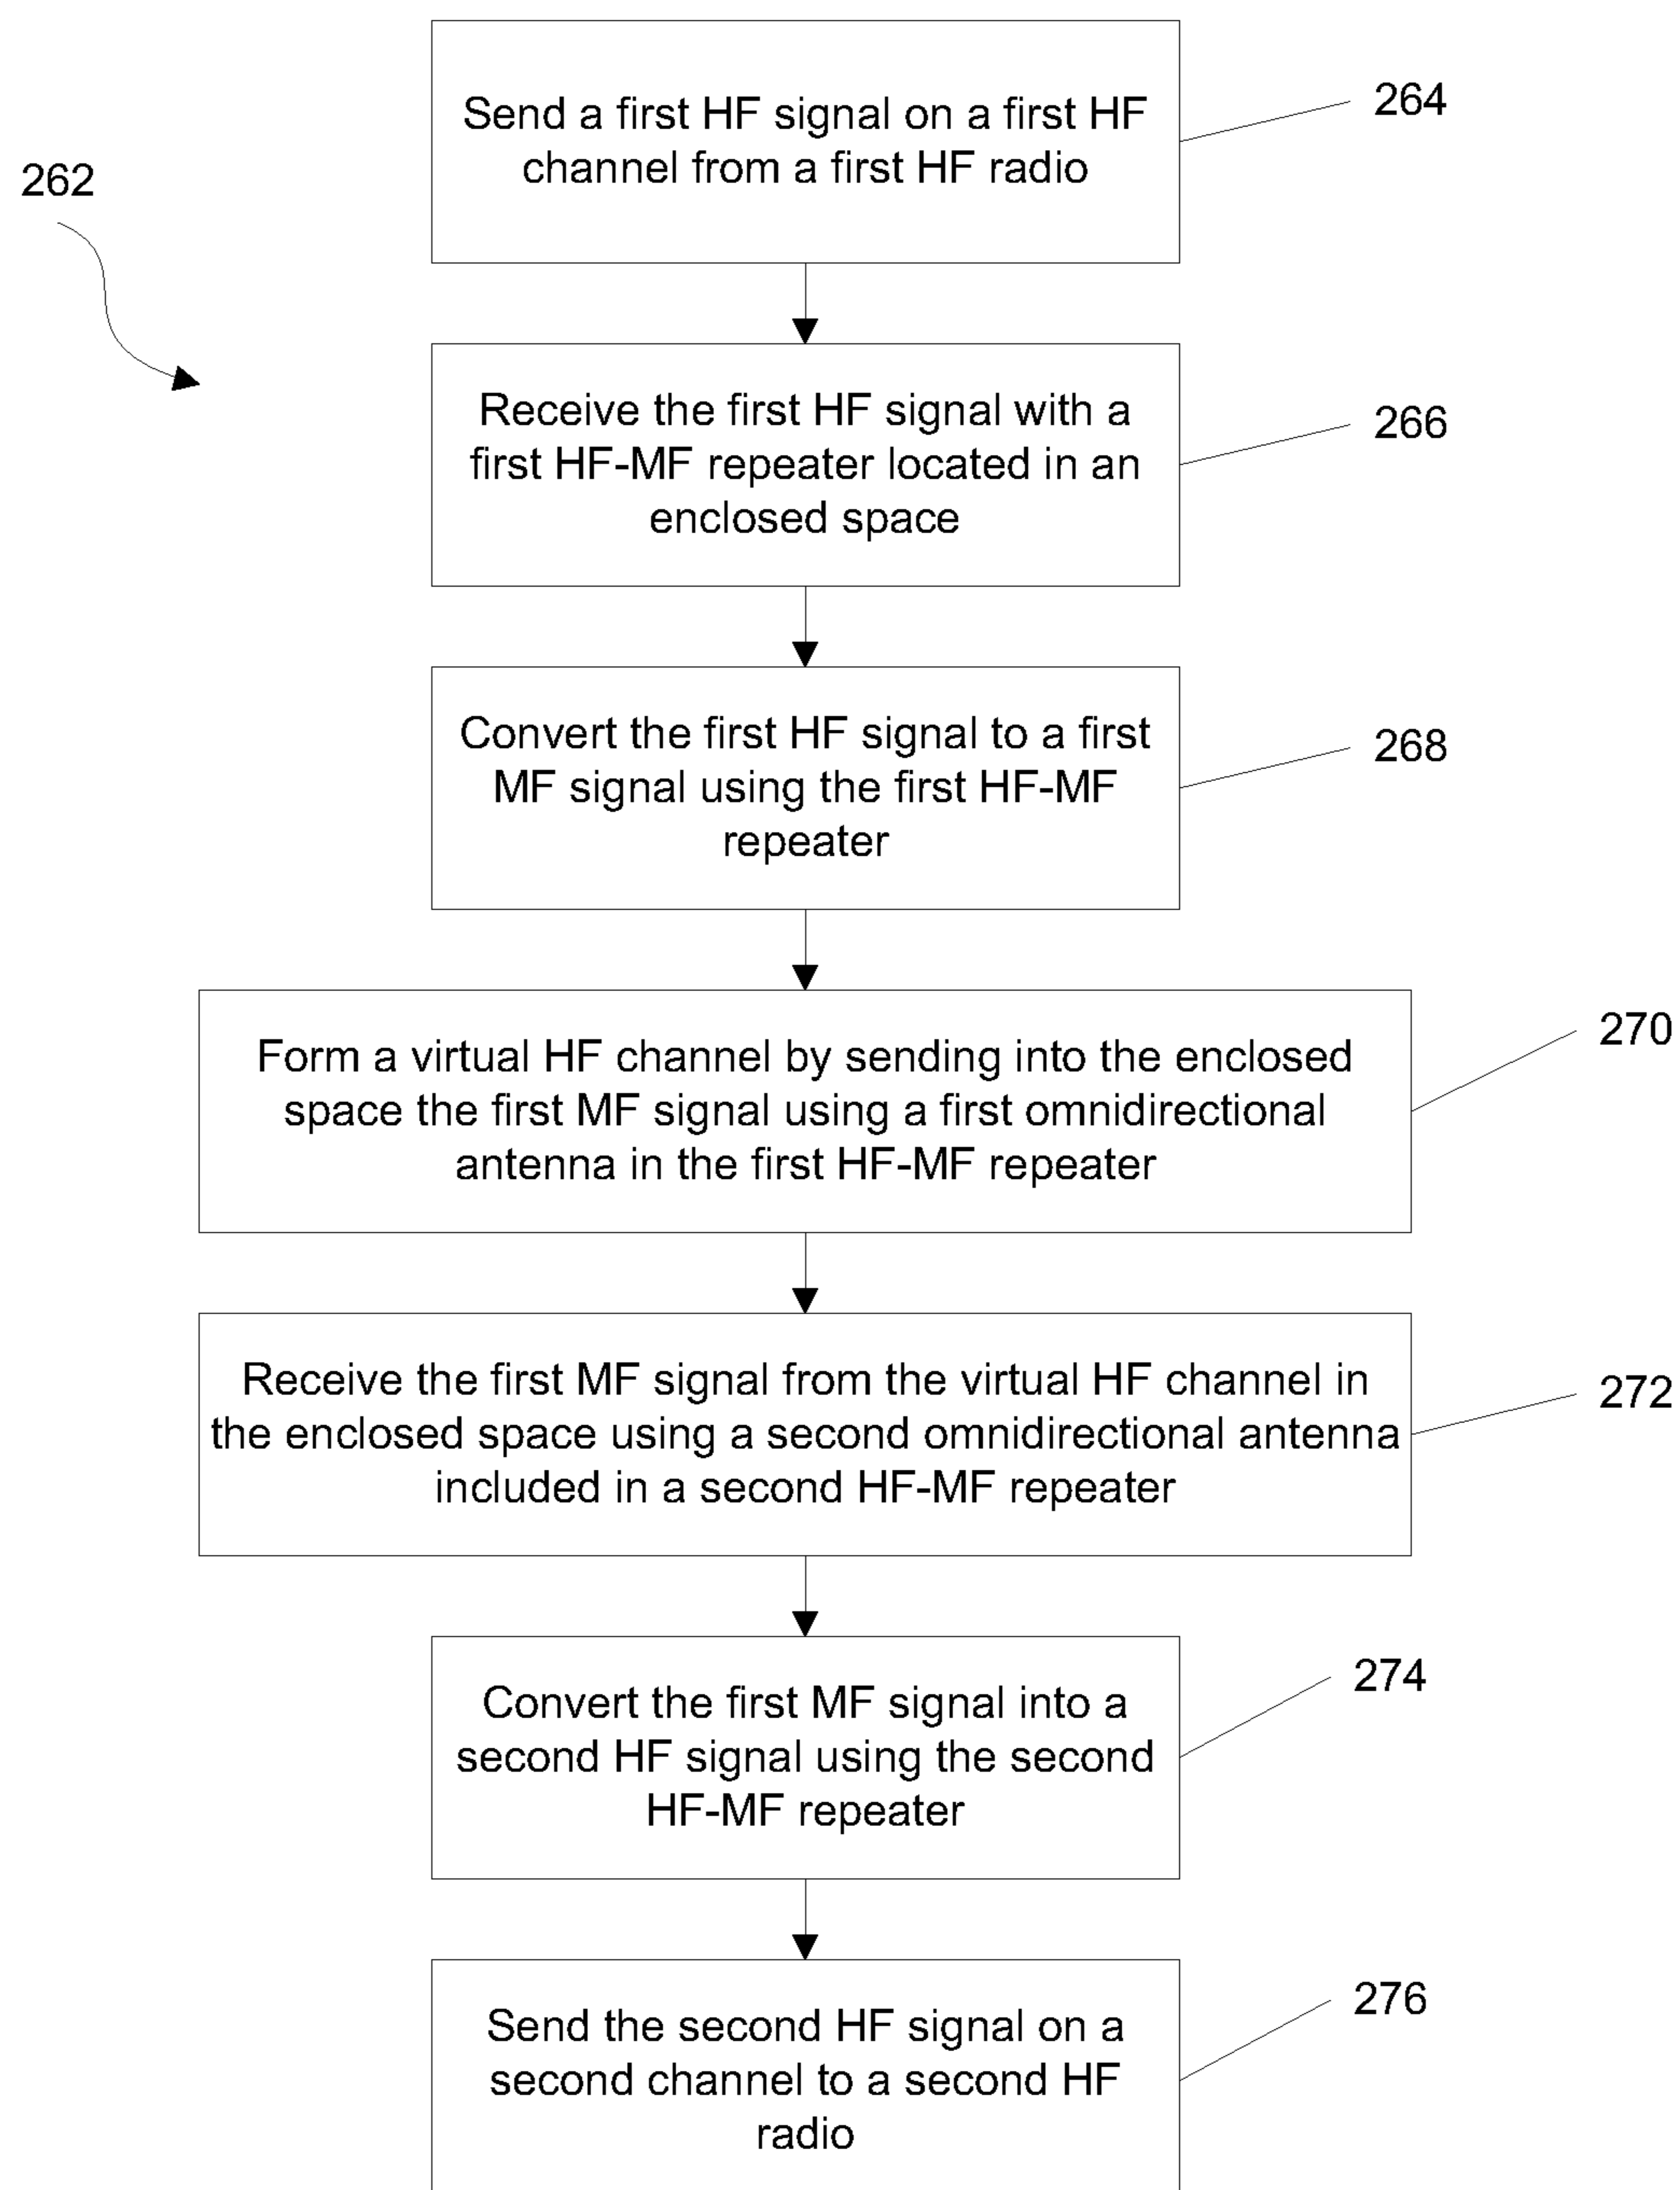 262
Send a first HF signal on a first HF
channel from a first HF radio
264
Receive the first HF signal with a
first HF-MF repeater located in an
enclosed space
266
Convert the first HF signal to a first
MF signal using the first HF-MF
repeater
268
Form a virtual HF channel by sending into the enclosed
space the first MF signal using a first omnidirectional
antenna in the first HF-MF repeater
270
Receive the first MF signal from the virtual HF channel in
the enclosed space using a second omnidirectional antenna
included in a second HF-MF repeater
272
Convert the first MF signal into a
second HF signal using the second
HF-MF repeater
274
Send the second HF signal on a
second channel to a second HF
radio
276